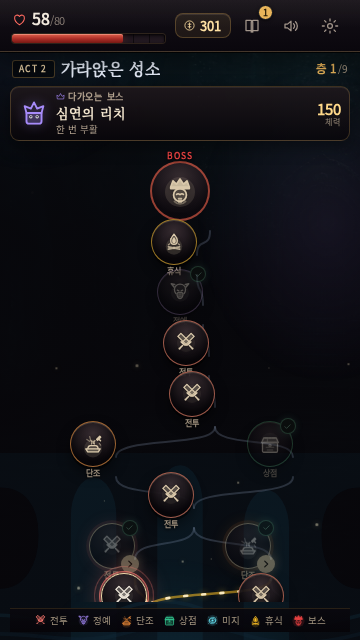 58/80
301
1
ACT 2 가라앉은 성소
층 1/9
다가오는 보스
심연의 리치
한 번 부활
150
체력
BOSS
휴식
전투
전투
단조
상점
전투
전투 정예 단조 상점 미지 휴식 보스